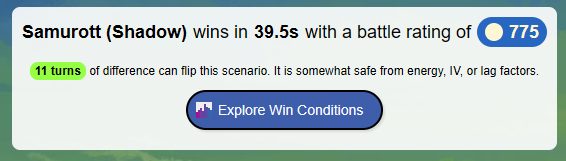 Samurott (Shadow) wins in 39.5s with a battle rating of 775
11 turns of difference can flip this scenario. It is somewhat safe from energy, IV, or lag factors.
Explore Win Conditions